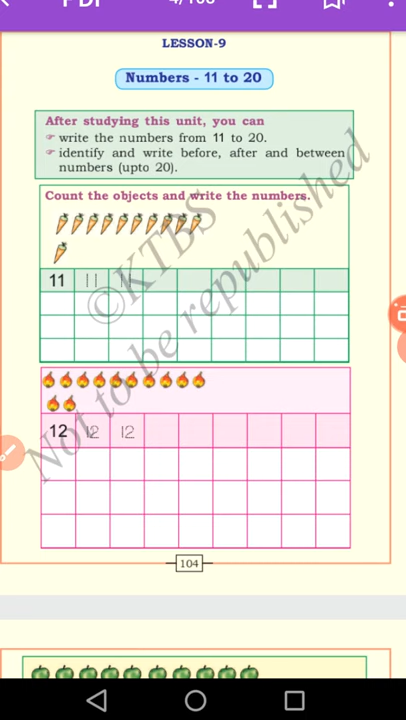 LESSON-9
Numbers - 11 to 20
After studying this unit, you can
☞ write the numbers from 11 to 20.
☞ identify and write before, after and between
numbers (upto 20).
Count the objects and write the numbers.
11 11 11
12 12 12
©KTBS
Not to be republished
104